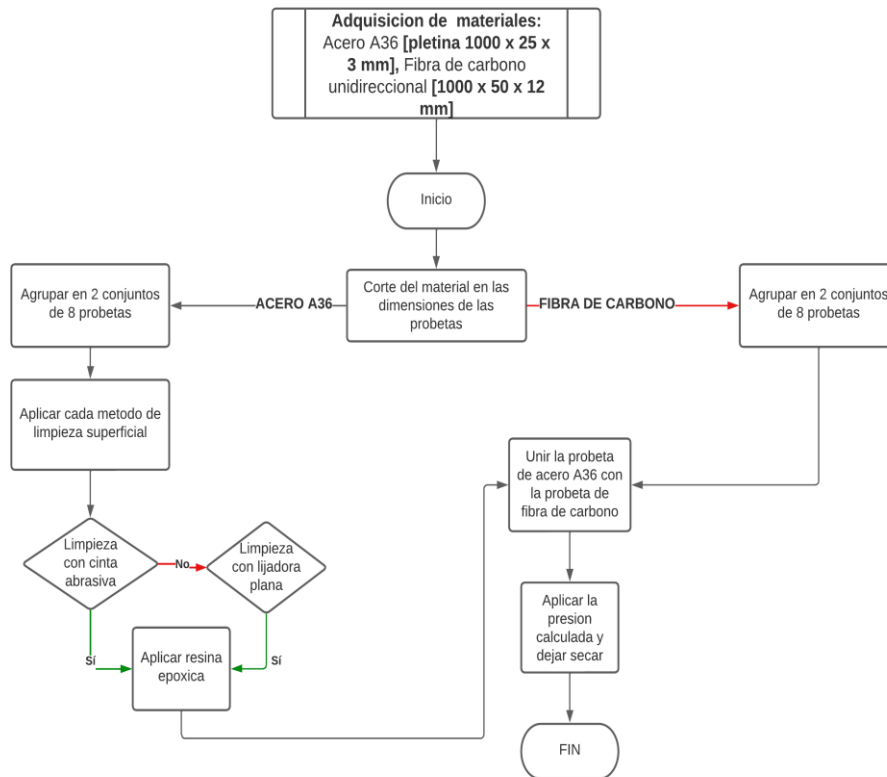 Adquisicion de materiales:
Acero A36 [pletina 1000 x 25 x
3 mm], Fibra de carbono
unidireccional [1000 x 50 x 12
mm]
Inicio
Agrupar en 2 conjuntos
de 8 probetas
ACERO A36
Corte del material en las
dimensiones de las
probetas
FIBRA DE CARBONO
Agrupar en 2 conjuntos
de 8 probetas
Aplicar cada metodo de
limpieza superficial
Unir la probeta
de acero A36 con
la probeta de
fibra de carbono
Limpieza
con cinta
abrasiva
No
Limpieza
con lijadora
plana
Aplicar la
presion
calculada y
dejar secar
Sí
Aplicar resina
epoxica
Sí
FIN